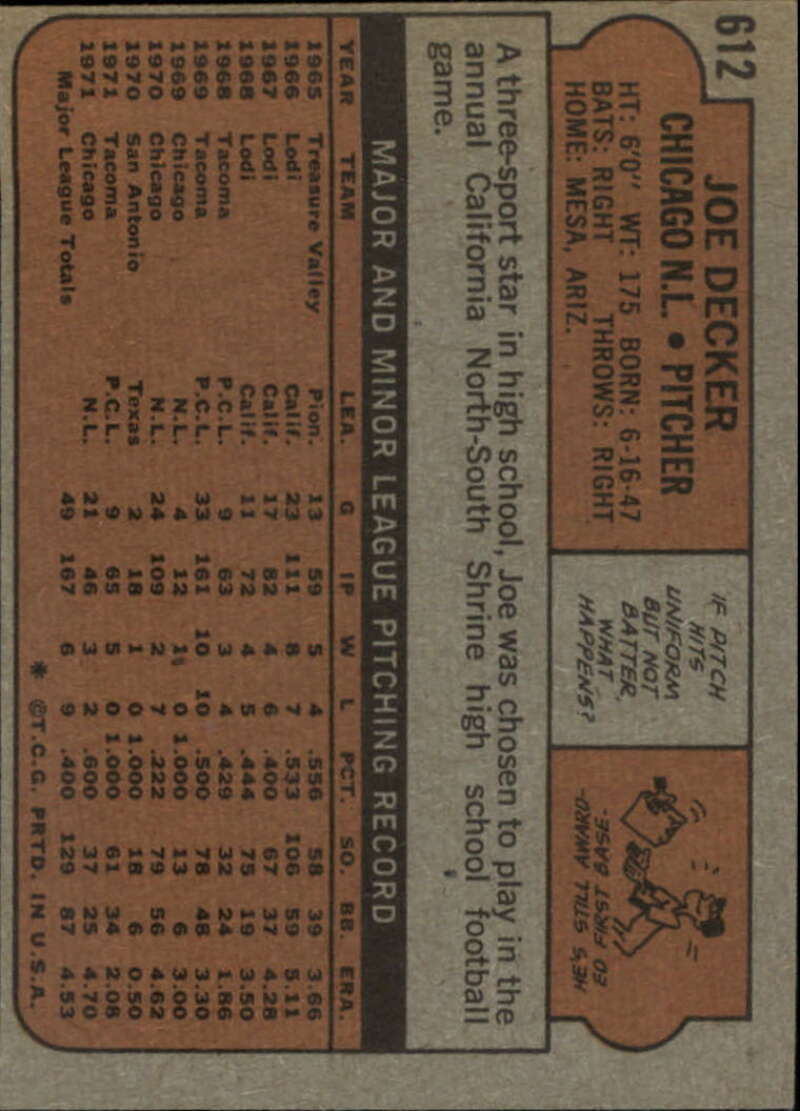 612
JOE DECKER
CHICAGO N.L. • PITCHER
HT: 6'0" WT: 175 BORN: 6-16-47
BATS: RIGHT THROWS: RIGHT
HOME: MESA, ARIZ.
IF PITCH
HITS
UNIFORM
BUT NOT
BATTER,
WHAT
HAPPENS?
HE'S STILL AWARD-
ED FIRST BASE.
A three-sport star in high school, Joe was chosen to play in the
annual California North-South Shrine high school football
game.
MAJOR AND MINOR LEAGUE PITCHING RECORD
YEAR TEAM LEA. G IP W L PCT. SO. BB. ERA.
1965 Treasure Valley Pion. 13 59 5 4 .556 58 39 3.66
1966 Lodi Calif. 23 111 8 7 .533 106 59 5.11
1967 Lodi Calif. 17 82 4 6 .400 67 37 4.28
1968 Lodi Calif. 11 72 4 5 .444 75 19 3.50
1968 Tacoma P.C.L. 9 63 3 4 .429 32 24 1.86
1969 Tacoma P.C.L. 33 161 10 10 .500 78 48 3.30
1969 Chicago N.L. 4 12 1 0 1.000 13 6 3.00
1970 Chicago N.L. 24 109 2 7 .222 79 56 4.62
1970 San Antonio Texas 2 18 1 0 1.000 18 6 0.50
1971 Tacoma P.C.L. 9 65 5 0 1.000 61 34 2.08
1971 Chicago N.L. 21 46 3 2 .600 37 25 4.70
Major League Totals 49 167 6 9 .400 129 87 4.53
* ©T.C.G. PRTD. IN U.S.A.